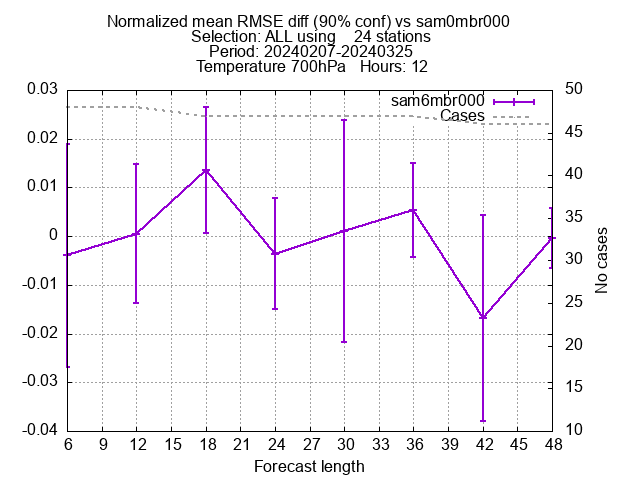 Normalized mean RMSE diff (90% conf) vs sam0mbr000
Selection: ALL using    24 stations
Period: 20240207-20240325
Temperature 700hPa   Hours: 12
sam6mbr000
Cases
0.03
0.02
0.01
0
-0.01
-0.02
-0.03
-0.04
50
45
40
35
30
25
20
15
10
No cases
6 12 15 18 21 24 27 30 33 36 39 42 45 48
Forecast length